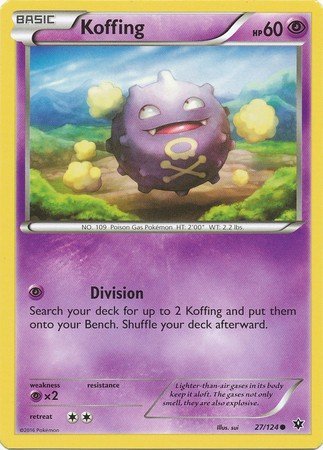 BASIC
Koffing
HP60
NO. 109 Poison Gas Pokémon HT: 2'00" WT: 2.2 lbs.
Division
Search your deck for up to 2 Koffing and put them
onto your Bench. Shuffle your deck afterward.
weakness
resistance
×2
retreat
Lighter-than-air gases in its body
keep it aloft. The gases not only
smell, they are also explosive.
©2016 Pokémon
Illus. sui
27/124